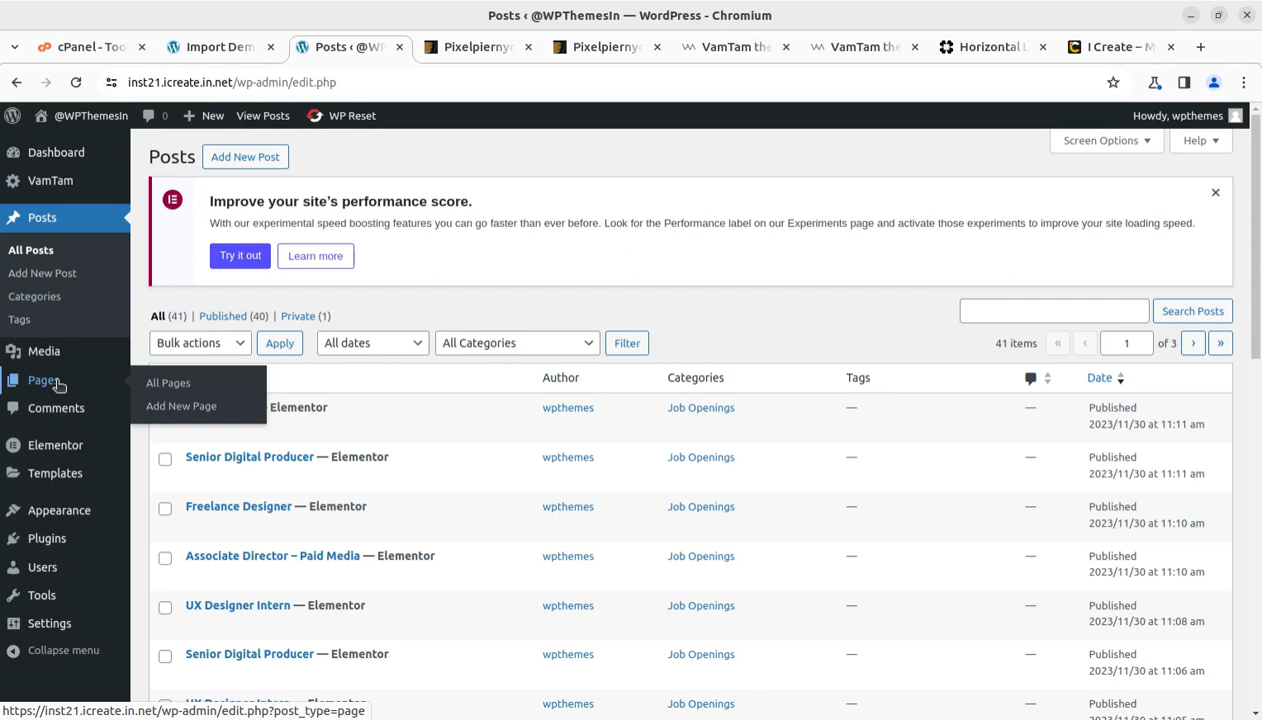 Posts ‹ @WPThemesIn — WordPress - Chromium
cPanel - Too
Import Dem
Posts ‹ @WP
Pixelpierny
Pixelpierny
VamTam the
VamTam the
Horizontal L
I Create – M
inst21.icreate.in.net/wp-admin/edit.php
@WPThemesIn
0
New
View Posts
WP Reset
Howdy, wpthemes
Dashboard
VamTam
Posts
All Posts
Add New Post
Categories
Tags
Media
Pages
All Pages
Add New Page
Comments
Elementor
Templates
Appearance
Plugins
Users
Tools
Settings
Collapse menu
Screen Options
Help
Posts
Add New Post
Improve your site's performance score.
With our experimental speed boosting features you can go faster than ever before. Look for the Performance label on our Experiments page and activate those experiments to improve your site loading speed.
Try it out
Learn more
All (41) | Published (40) | Private (1)
Search Posts
Bulk actions
Apply
All dates
All Categories
Filter
41 items « ‹ 1 of 3 › »
Author Categories Tags Date
Elementor wpthemes Job Openings — — Published
2023/11/30 at 11:11 am
Senior Digital Producer — Elementor wpthemes Job Openings — — Published
2023/11/30 at 11:11 am
Freelance Designer — Elementor wpthemes Job Openings — — Published
2023/11/30 at 11:10 am
Associate Director – Paid Media — Elementor wpthemes Job Openings — — Published
2023/11/30 at 11:10 am
UX Designer Intern — Elementor wpthemes Job Openings — — Published
2023/11/30 at 11:08 am
Senior Digital Producer — Elementor wpthemes Job Openings — — Published
2023/11/30 at 11:06 am
wpthemes Job Openings — — Published
https://inst21.icreate.in.net/wp-admin/edit.php?post_type=page